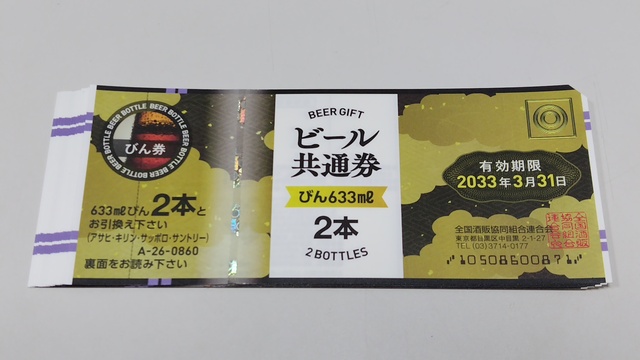 BEER BOTTLE BEER BOTTLE BEER BOTTLE BEER BOTTLE
びん券
633mlびん2本と
お引換え下さい
(アサヒ・キリン・サッポロ・サントリー)
A-26-0860
裏面をお読み下さい
BEER GIFT
ビール
共通券
びん633ml
2本
2 BOTTLES
有効期限
2033年3月31日
全国酒販協同組合連合会
東京都目黒区中目黒2-1-27
TEL(03)3714-0177
1050860087